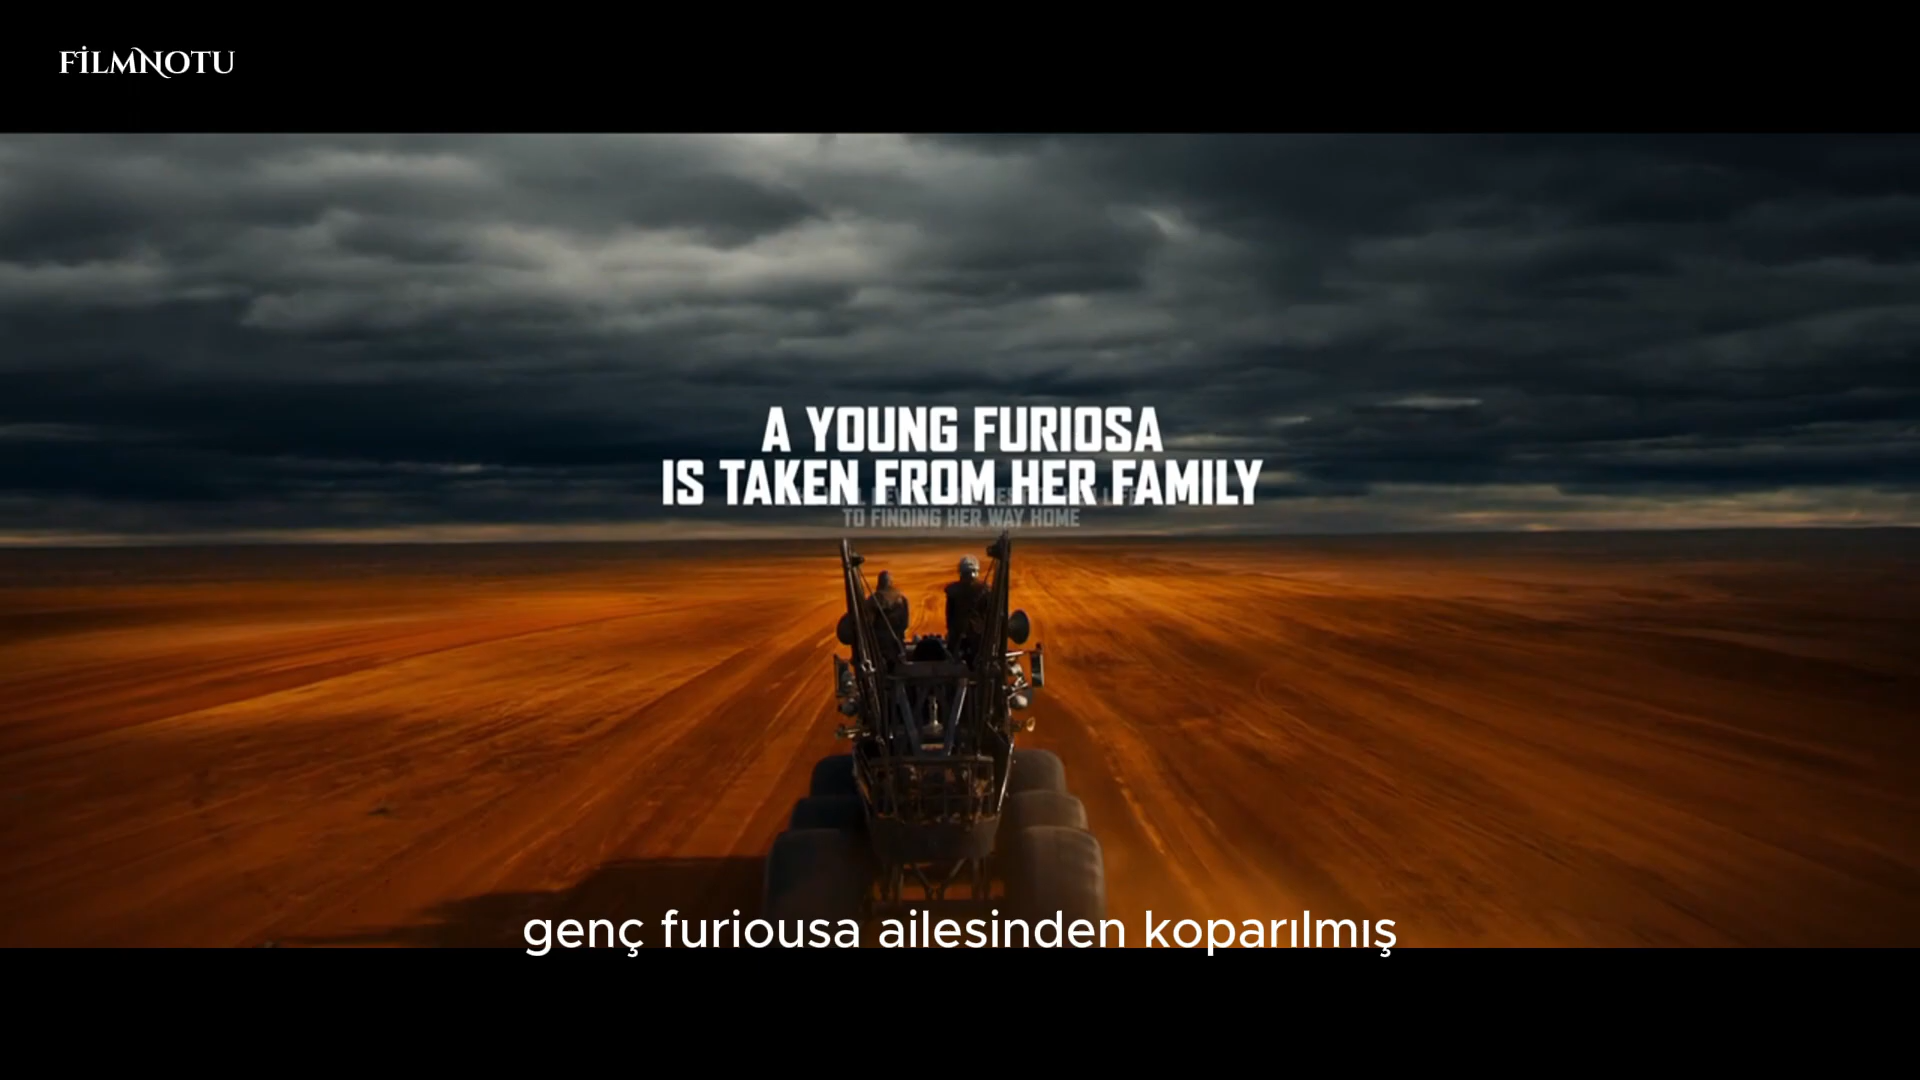 FİLMNOTU
A YOUNG FURIOSA
IS TAKEN FROM HER FAMILY
TO FINDING HER WAY HOME
genç furiousa ailesinden koparılmış